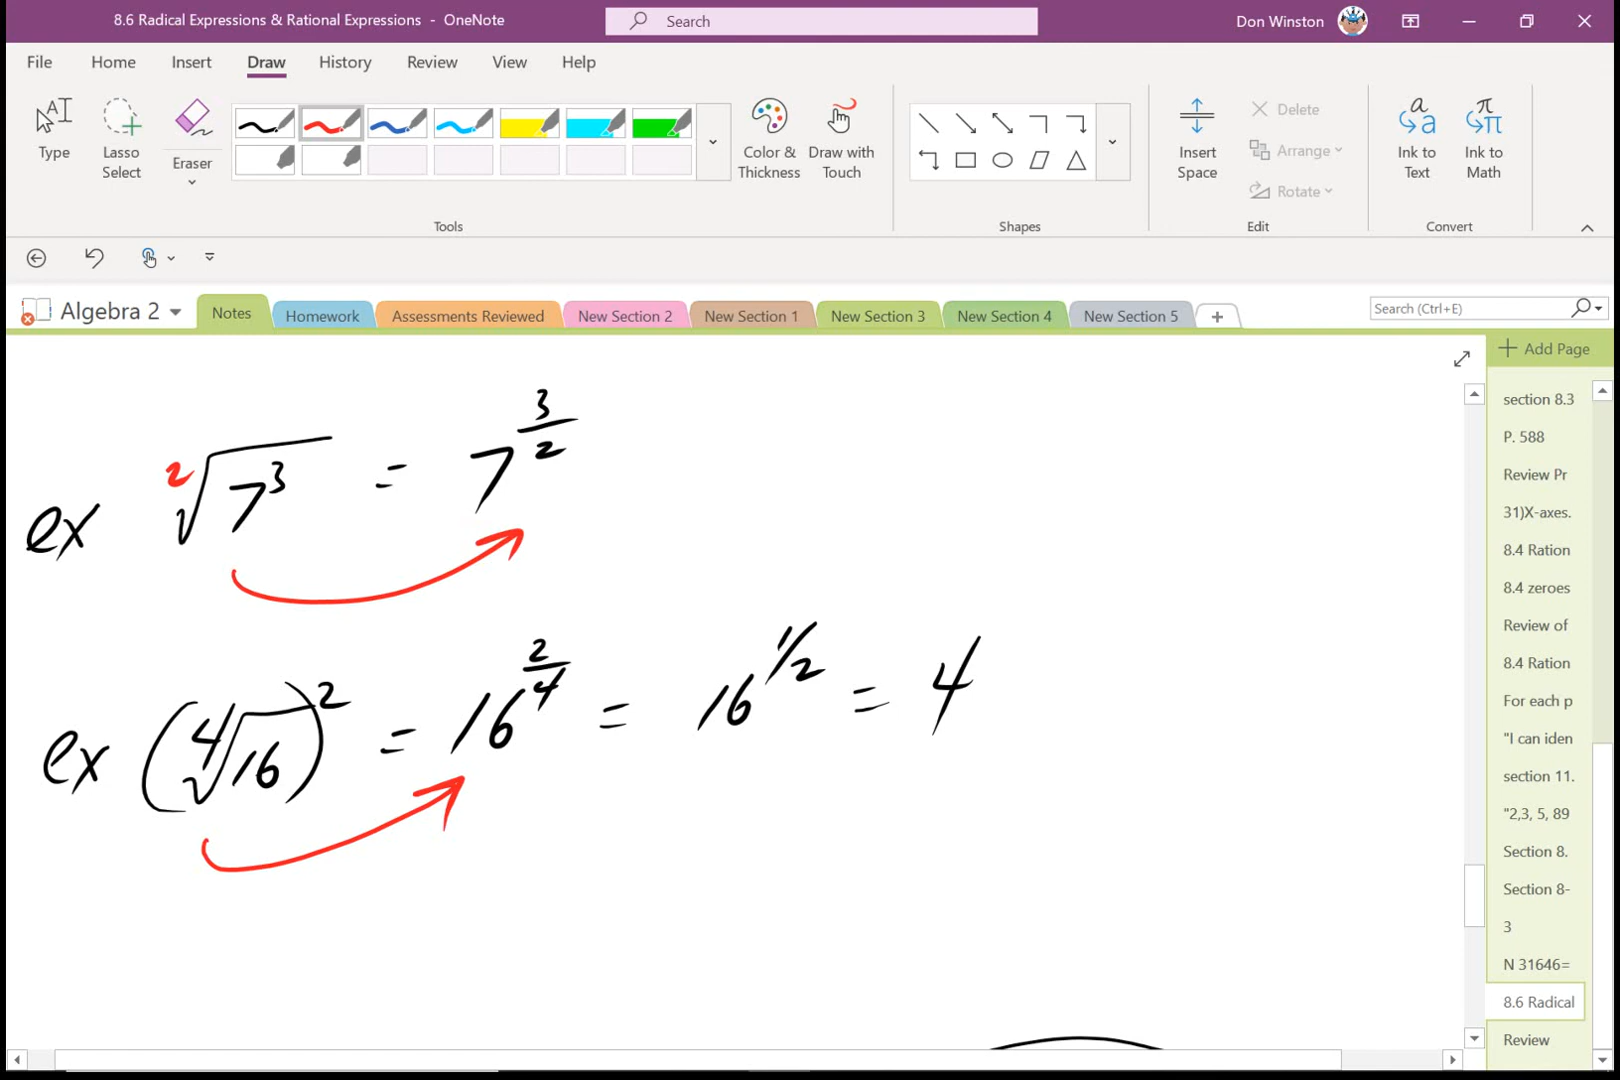 8.6 Radical Expressions & Rational Expressions - OneNote
Search
Don Winston
File Home Insert Draw History Review View Help
Type
Lasso Select
Eraser
Color & Thickness
Draw with Touch
Insert Space
Delete
Arrange
Rotate
Ink to Text
Ink to Math
Tools Shapes Edit Convert
Algebra 2 Notes Homework Assessments Reviewed New Section 2 New Section 1 New Section 3 New Section 4 New Section 5
Search (Ctrl+E)
Add Page
section 8.3
P. 588
Review Pr
31)X-axes.
8.4 Ration
8.4 zeroes
Review of
8.4 Ration
For each p
"I can iden
section 11.
"2,3, 5, 89
Section 8.
Section 8-
3
N 31646=
8.6 Radical
Review
ex ²√7³ = 7^(3/2)
ex (⁴√16)² = 16^(2/4) = 16^(1/2) = 4